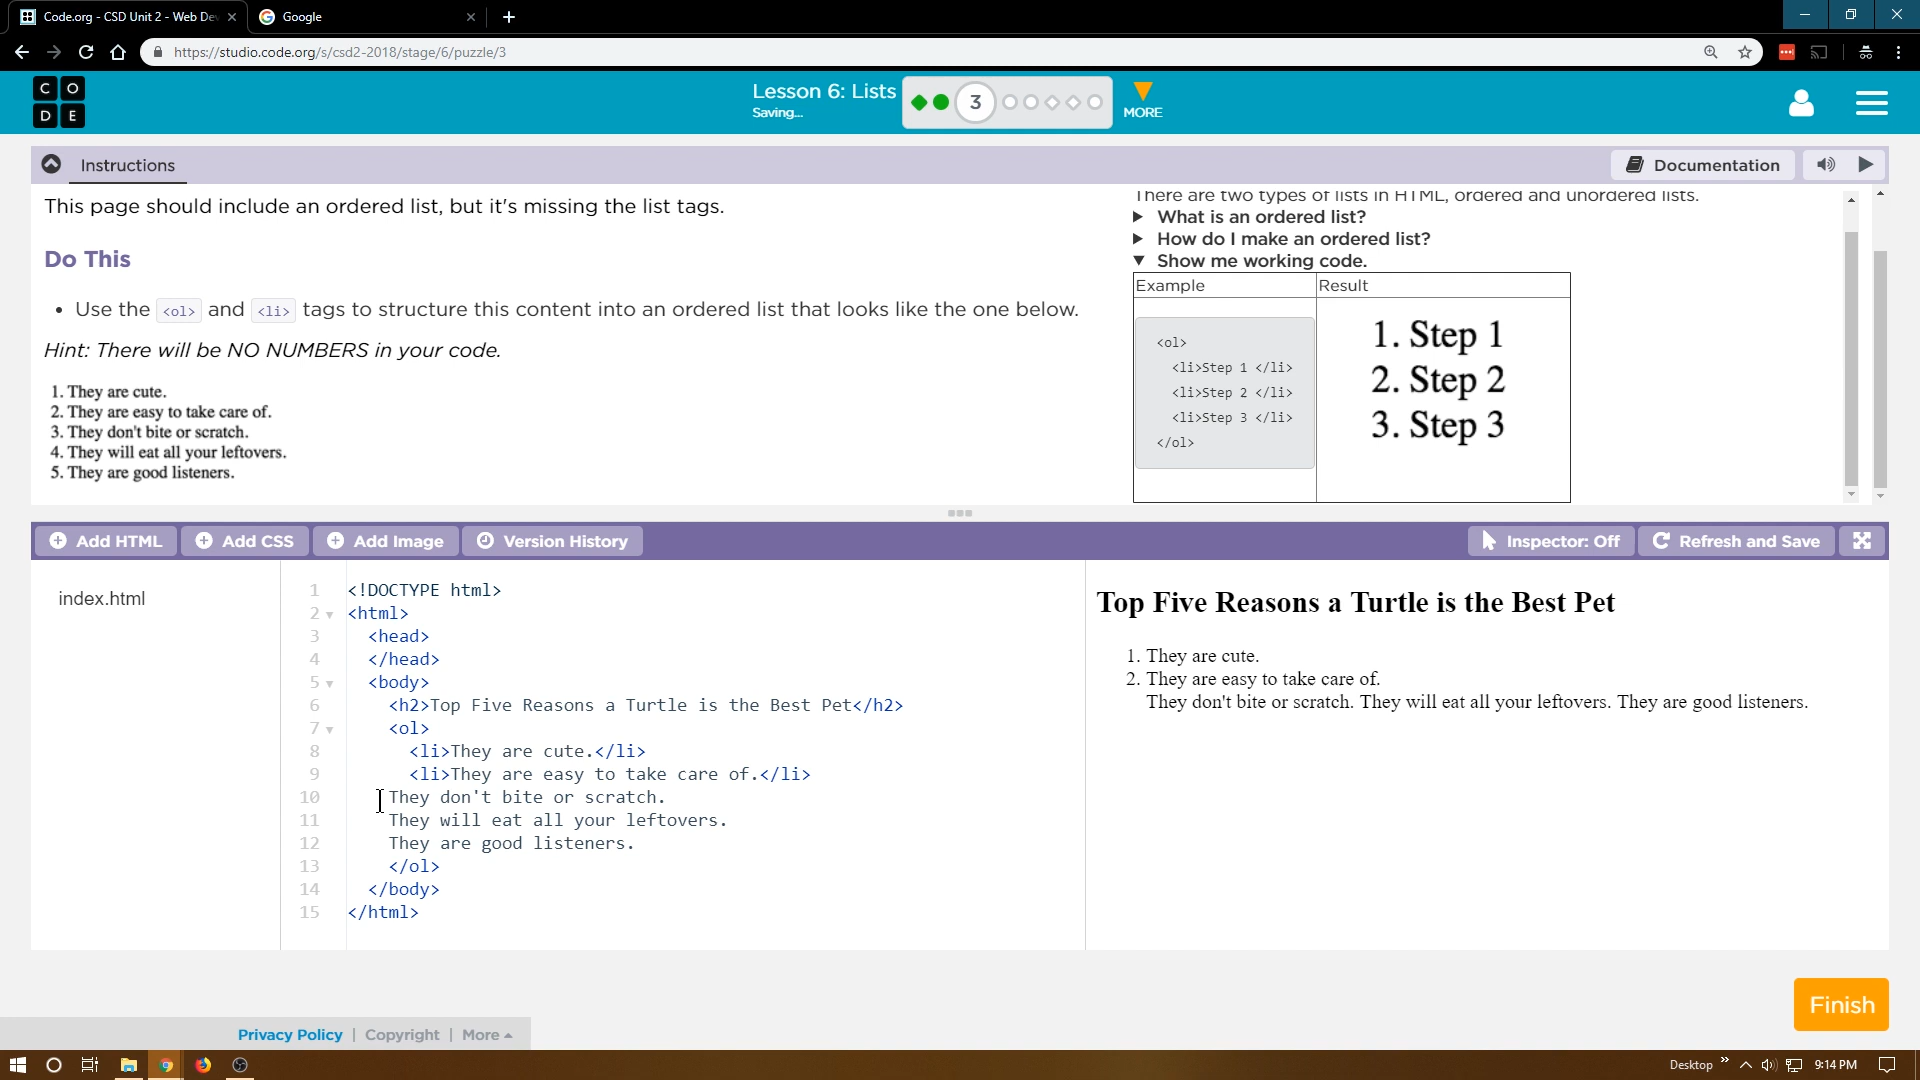 Code.org - CSD Unit 2 - Web De
Google
https://studio.code.org/s/csd2-2018/stage/6/puzzle/3
C O
D E
Lesson 6: Lists
Saving...
3
MORE
Instructions
Documentation
This page should include an ordered list, but it's missing the list tags.
Do This
• Use the <ol> and <li> tags to structure this content into an ordered list that looks like the one below.
Hint: There will be NO NUMBERS in your code.
1. They are cute.
2. They are easy to take care of.
3. They don't bite or scratch.
4. They will eat all your leftovers.
5. They are good listeners.
There are two types of lists in HTML, ordered and unordered lists.
What is an ordered list?
How do I make an ordered list?
Show me working code.
Example Result
<ol>
<li>Step 1 </li>
<li>Step 2 </li>
<li>Step 3 </li>
</ol>
1. Step 1
2. Step 2
3. Step 3
Add HTML
Add CSS
Add Image
Version History
Inspector: Off
Refresh and Save
index.html
1 <!DOCTYPE html>
2 <html>
3 <head>
4 </head>
5 <body>
6 <h2>Top Five Reasons a Turtle is the Best Pet</h2>
7 <ol>
8 <li>They are cute.</li>
9 <li>They are easy to take care of.</li>
10 They don't bite or scratch.
11 They will eat all your leftovers.
12 They are good listeners.
13 </ol>
14 </body>
15 </html>
Top Five Reasons a Turtle is the Best Pet
1. They are cute.
2. They are easy to take care of.
They don't bite or scratch. They will eat all your leftovers. They are good listeners.
Finish
Privacy Policy | Copyright | More
Desktop
9:14 PM